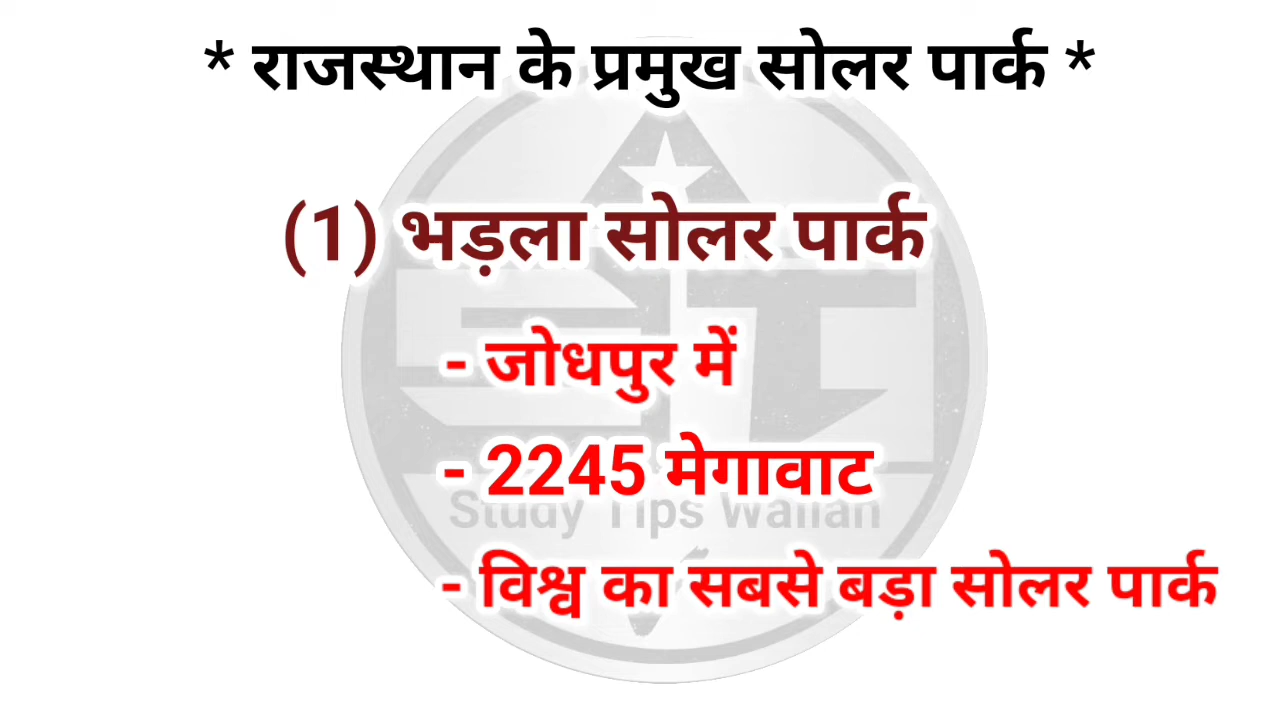 * राजस्थान के प्रमुख सोलर पार्क *
(1) भड़ला सोलर पार्क
- जोधपुर में
- 2245 मेगावाट
Study Tips Wallah
- विश्व का सबसे बड़ा सोलर पार्क